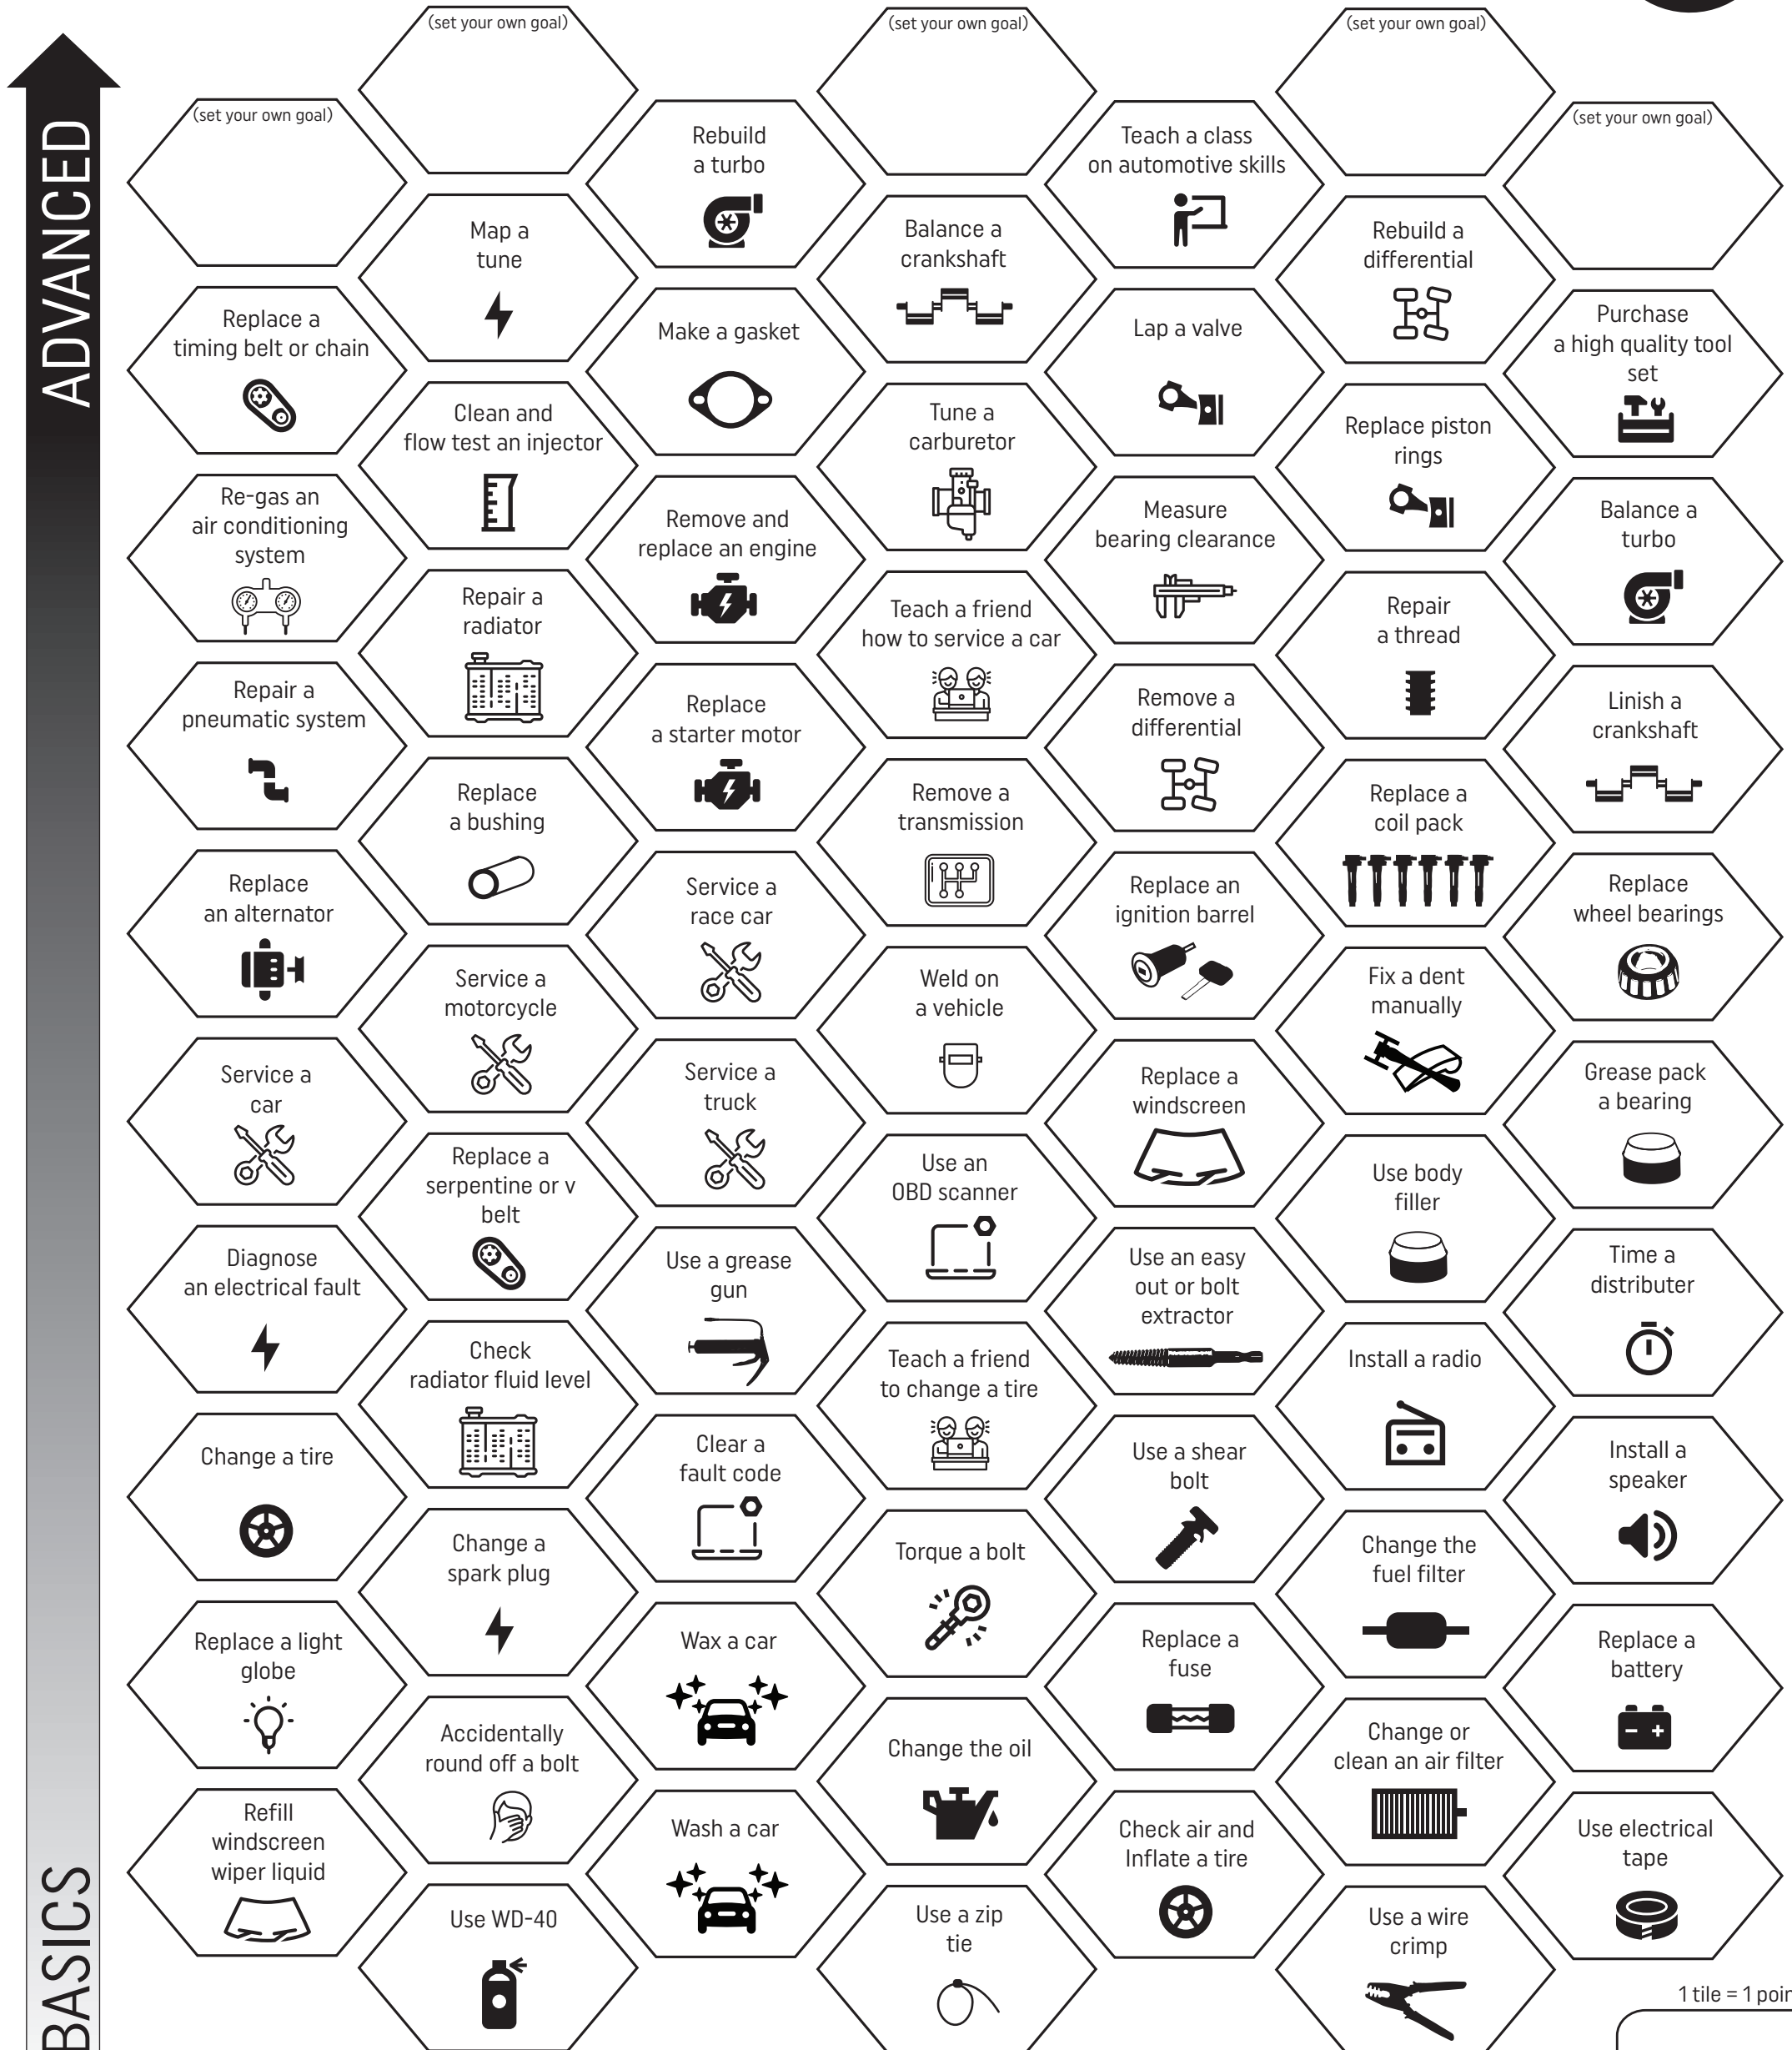 (set your own goal)
(set your own goal)
(set your own goal)
(set your own goal)
(set your own goal)
ADVANCED
Rebuild
a turbo
Teach a class
on automotive skills
Map a
tune
Balance a
crankshaft
Rebuild a
differential
Replace a
timing belt or chain
Make a gasket
Lap a valve
Purchase
a high quality tool
set
Clean and
flow test an injector
Tune a
carburetor
Replace piston
rings
Re-gas an
air conditioning
system
Remove and
replace an engine
Measure
bearing clearance
Balance a
turbo
Repair a
radiator
Teach a friend
how to service a car
Repair
a thread
Repair a
pneumatic system
Replace
a starter motor
Remove a
differential
Linish a
crankshaft
Replace
a bushing
Remove a
transmission
Replace a
coil pack
Replace
an alternator
Service a
race car
Replace an
ignition barrel
Replace
wheel bearings
Service a
motorcycle
Weld on
a vehicle
Fix a dent
manually
Service a
car
Service a
truck
Replace a
windscreen
Grease pack
a bearing
Replace a
serpentine or v
belt
Use an
OBD scanner
Use body
filler
Diagnose
an electrical fault
Use a grease
gun
Use an easy
out or bolt
extractor
Time a
distributer
Check
radiator fluid level
Teach a friend
to change a tire
Install a radio
Change a tire
Clear a
fault code
Use a shear
bolt
Install a
speaker
Change a
spark plug
Torque a bolt
Change the
fuel filter
Replace a light
globe
Wax a car
Replace a
fuse
Replace a
battery
Accidentally
round off a bolt
Change the oil
Change or
clean an air filter
Refill
windscreen
wiper liquid
Wash a car
Check air and
Inflate a tire
Use electrical
tape
Use WD-40
Use a zip
tie
Use a wire
crimp
BASICS
1 tile = 1 poin